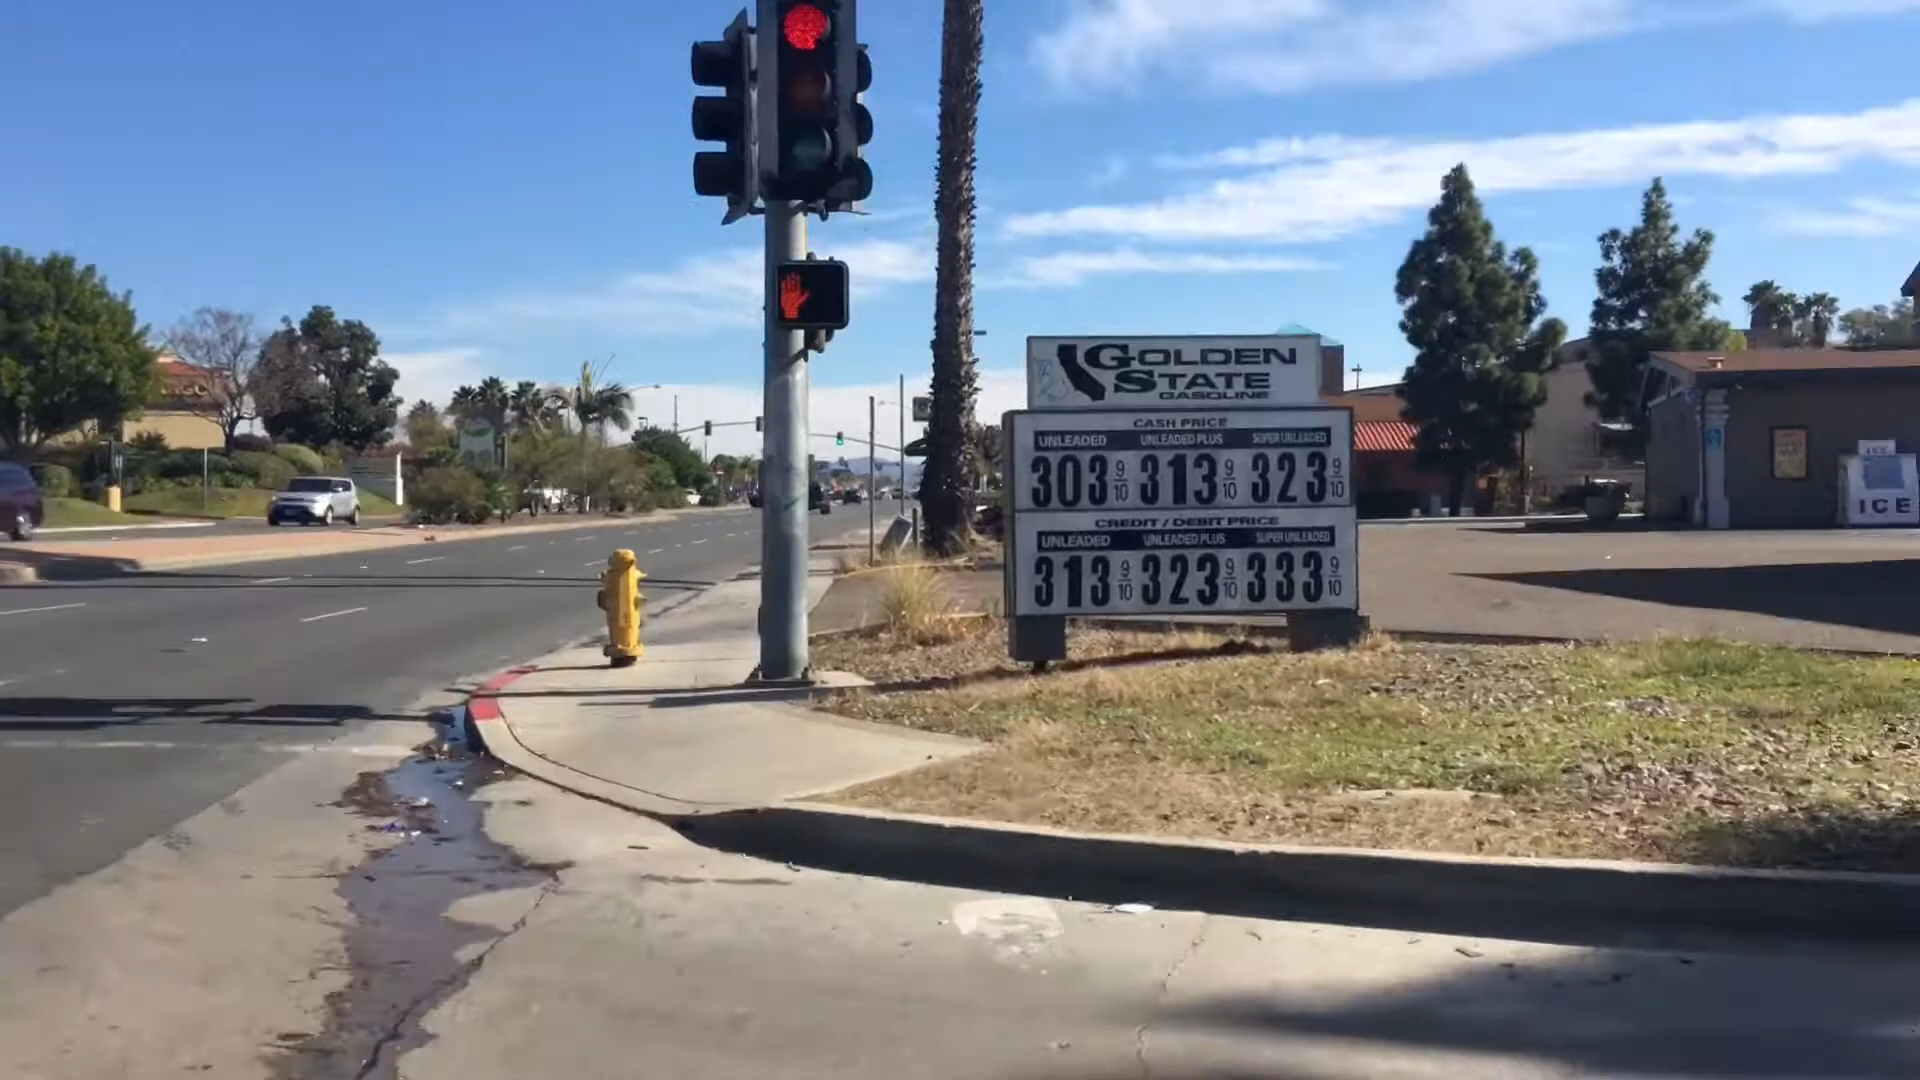 GOLDEN
STATE
GASOLINE
CASH PRICE
UNLEADED UNLEADED PLUS SUPER UNLEADED
303 9/10 313 9/10 323 9/10
CREDIT / DEBIT PRICE
UNLEADED UNLEADED PLUS SUPER UNLEADED
313 9/10 323 9/10 333 9/10
ICE
ICE